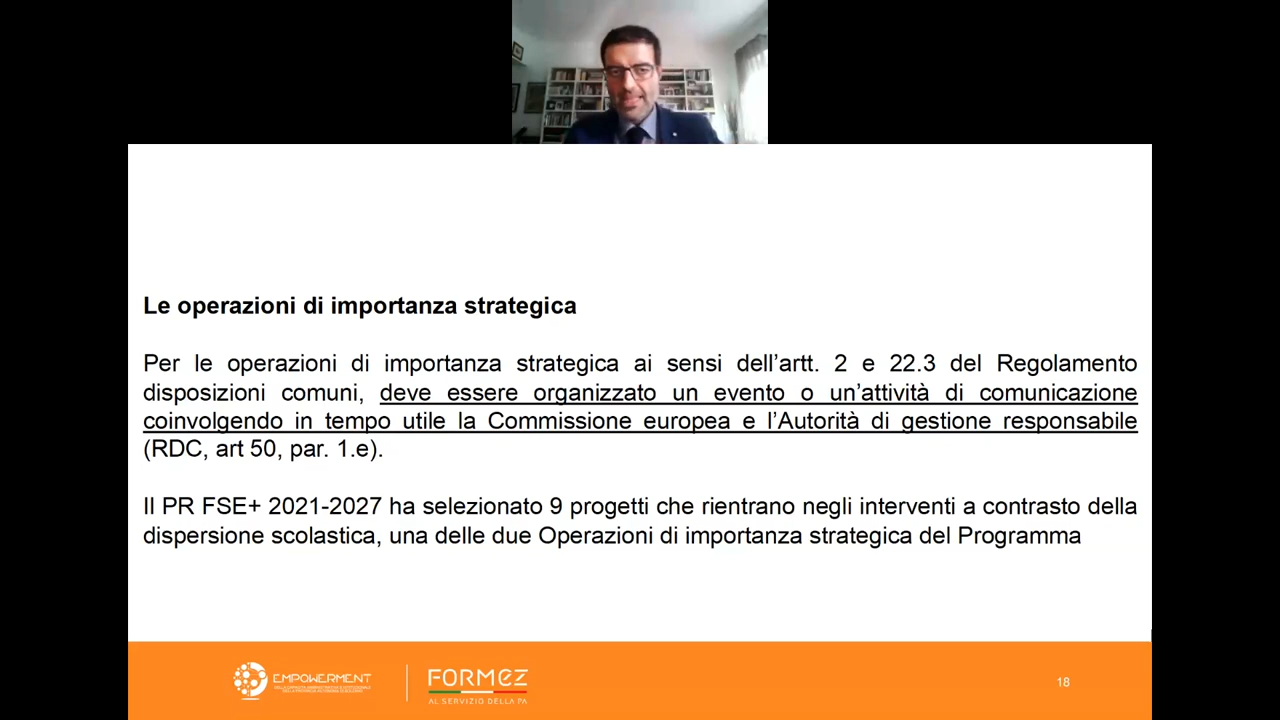 Le operazioni di importanza strategica
Per le operazioni di importanza strategica ai sensi dell’artt. 2 e 22.3 del Regolamento
disposizioni comuni, deve essere organizzato un evento o un’attività di comunicazione
coinvolgendo in tempo utile la Commissione europea e l’Autorità di gestione responsabile
(RDC, art 50, par. 1.e).
Il PR FSE+ 2021-2027 ha selezionato 9 progetti che rientrano negli interventi a contrasto della
dispersione scolastica, una delle due Operazioni di importanza strategica del Programma
EMPOWERMENT
FORMEZ
AL SERVIZIO DELLA PA
18